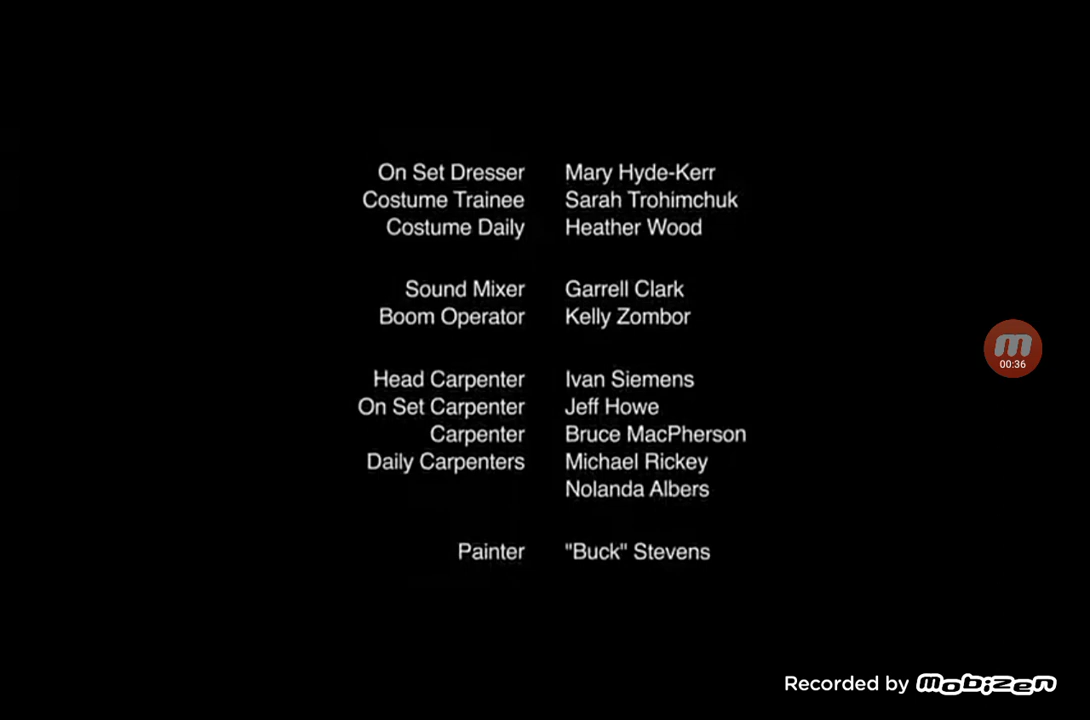 On Set Dresser Mary Hyde-Kerr
Costume Trainee Sarah Trohimchuk
Costume Daily Heather Wood
Sound Mixer Garrell Clark
Boom Operator Kelly Zombor
Head Carpenter Ivan Siemens
On Set Carpenter Jeff Howe
Carpenter Bruce MacPherson
Daily Carpenters Michael Rickey
Nolanda Albers
Painter "Buck" Stevens
m
00:36
Recorded by mobizen